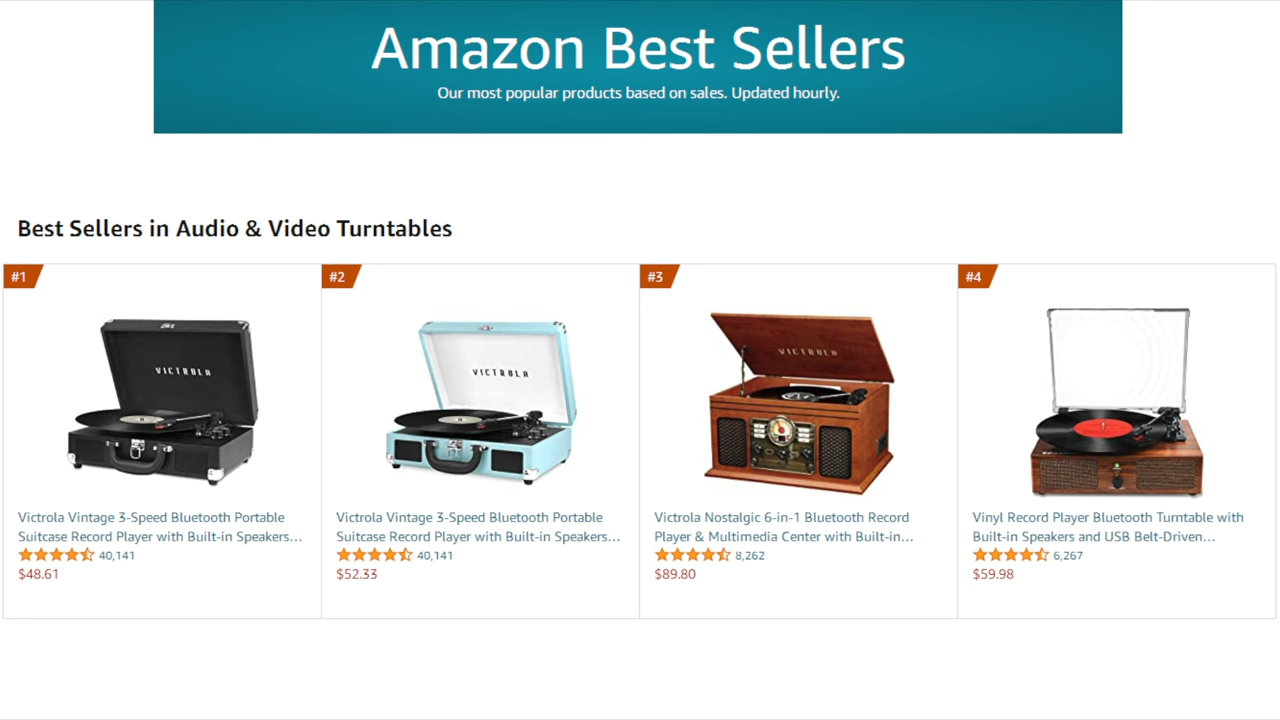 Amazon Best Sellers
Our most popular products based on sales. Updated hourly.
Best Sellers in Audio & Video Turntables
#1
#2
#3
#4
VICTROLA
VICTROLA
VICTROLA
Victrola Vintage 3-Speed Bluetooth Portable
Suitcase Record Player with Built-in Speakers...
40,141
$48.61
Victrola Vintage 3-Speed Bluetooth Portable
Suitcase Record Player with Built-in Speakers...
40,141
$52.33
Victrola Nostalgic 6-in-1 Bluetooth Record
Player & Multimedia Center with Built-in...
8,262
$89.80
Vinyl Record Player Bluetooth Turntable with
Built-in Speakers and USB Belt-Driven...
6,267
$59.98